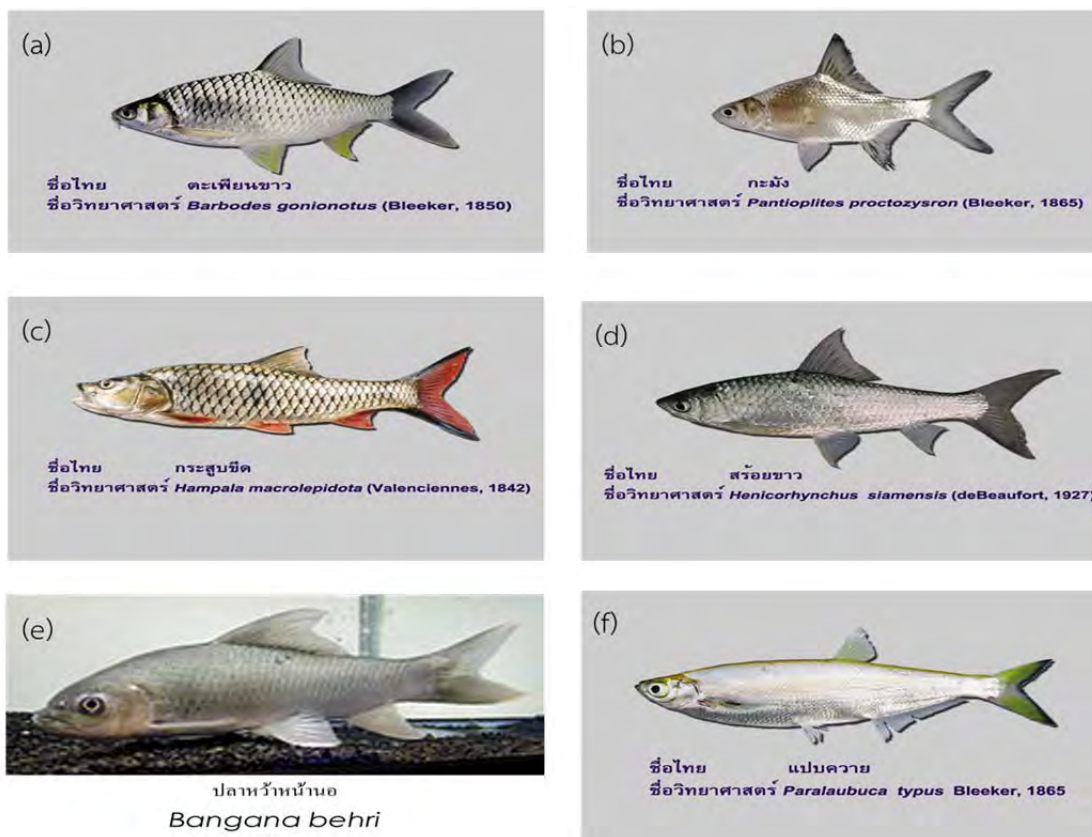 (a)
ชื่อไทย ตะเพียนขาว
ชื่อวิทยาศาสตร์ Barbodes gonionotus (Bleeker, 1850)
(b)
ชื่อไทย กะมัง
ชื่อวิทยาศาสตร์ Pantioplites proctozysron (Bleeker, 1865)
(c)
ชื่อไทย กระสูบขีด
ชื่อวิทยาศาสตร์ Hampala macrolepidota (Valenciennes, 1842)
(d)
ชื่อไทย สร้อยขาว
ชื่อวิทยาศาสตร์ Henicorhynchus siamensis (deBeaufort, 1927)
(e)
ปลาหว้าหน้านอ
Bangana behri
(f)
ชื่อไทย แปบควาย
ชื่อวิทยาศาสตร์ Paralaubuca typus Bleeker, 1865